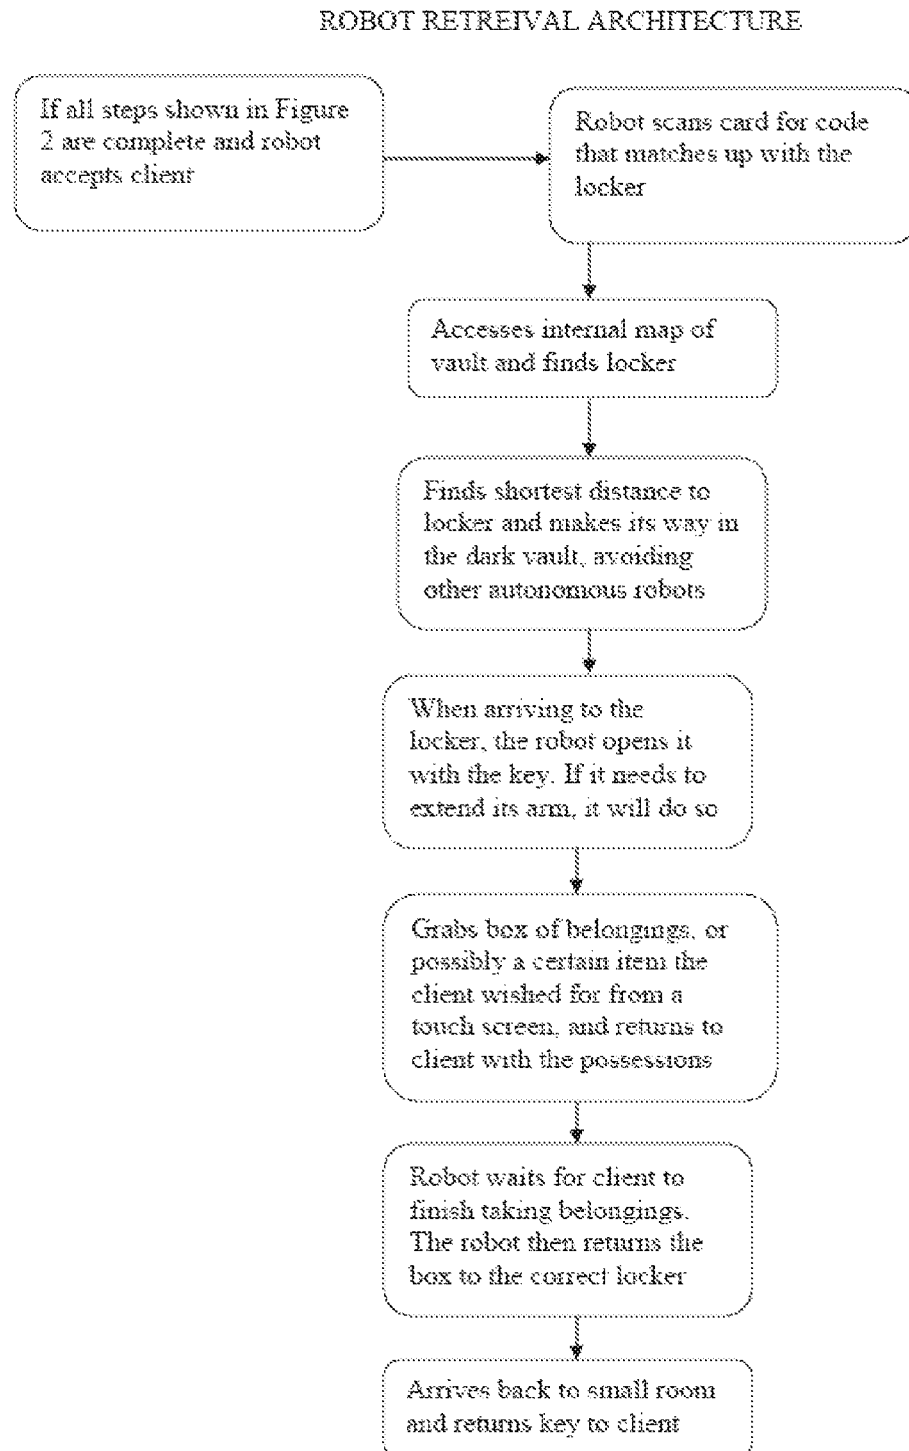 ROBOT RETREIVAL ARCHITECTURE
If all steps shown in Figure
2 are complete and robot
accepts client
Robot scans card for code
that matches up with the
locker
Accesses internal map of
vault and finds locker
Finds shortest distance to
locker and makes its way in
the dark vault, avoiding
other autonomous robots
When arriving to the
locker, the robot opens it
with the key. If it needs to
extend its arm, it will do so
Grabs box of belongings, or
possibly a certain item the
client wished for from a
touch screen, and returns to
client with the possessions
Robot waits for client to
finish taking belongings.
The robot then returns the
box to the correct locker
Arrives back to small room
and returns key to client